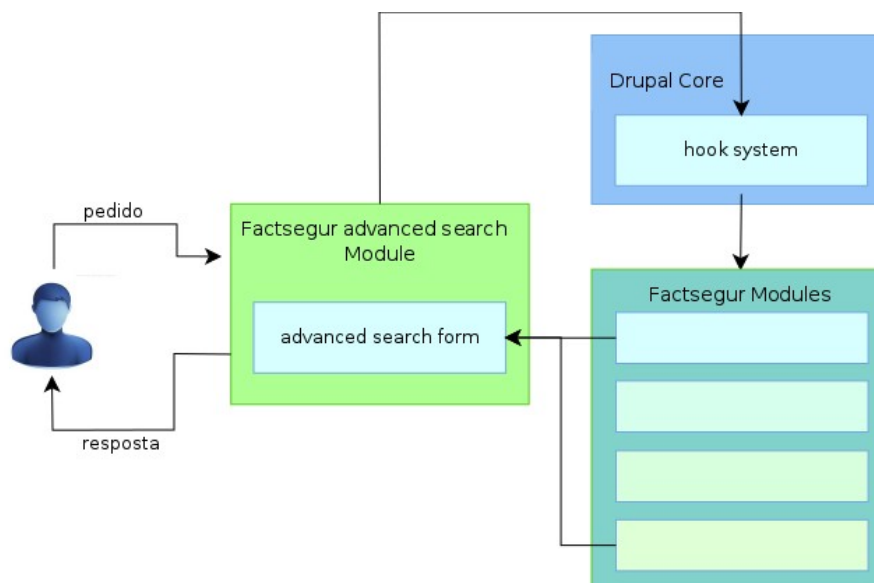 Drupal Core
hook system
pedido
Factsegur advanced search
Module
advanced search form
Factsegur Modules
resposta